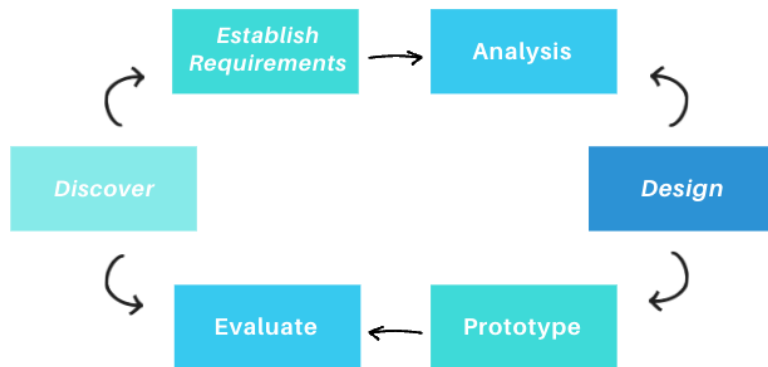 Establish
Requirements
Analysis
Discover
Design
Evaluate
Prototype